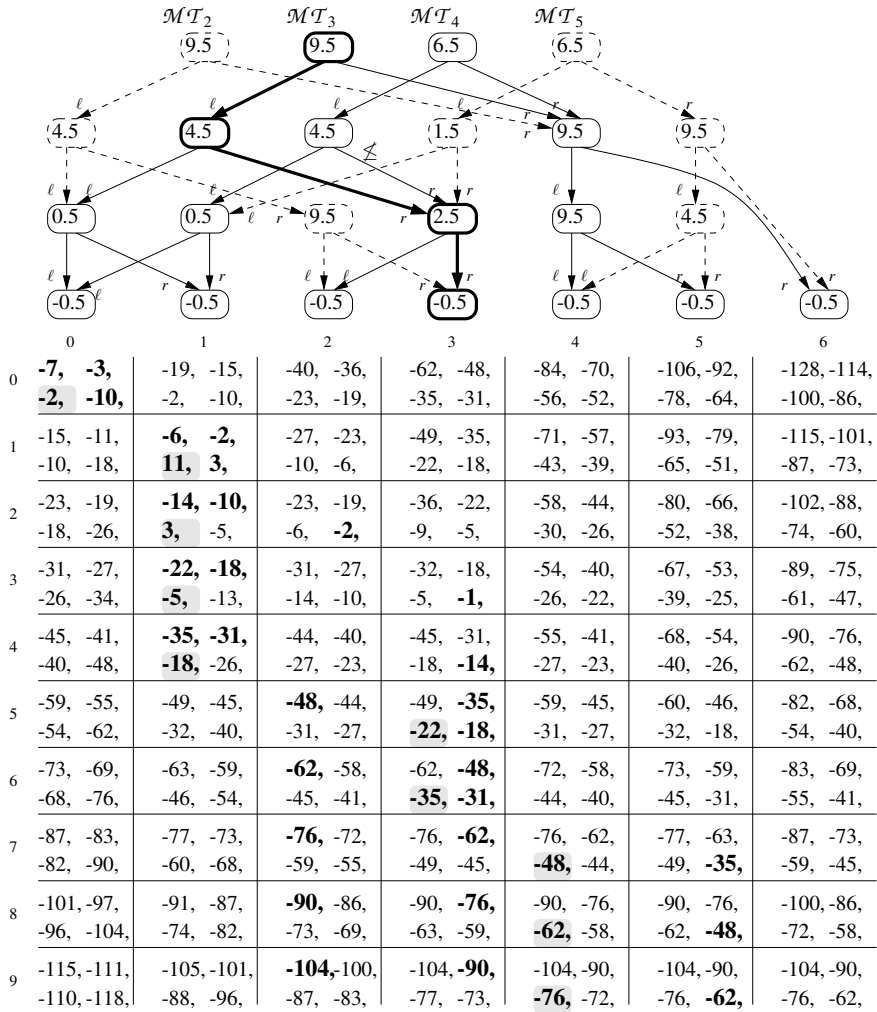 MT2 MT3 MT4 MT5
9.5 9.5 6.5 6.5
ℓ ℓ ℓ ℓ r r r r
4.5 4.5 4.5 1.5 9.5 9.5
≰
ℓ ℓ ℓ ℓ r r r r ℓ ℓ
0.5 0.5 9.5 2.5 9.5 4.5
ℓ ℓ r r ℓ ℓ r r ℓ ℓ r r r r
-0.5 -0.5 -0.5 -0.5 -0.5 -0.5 -0.5
0 1 2 3 4 5 6
-7, -3, -19, -15, -40, -36, -62, -48, -84, -70, -106, -92, -128, -114,
0
-2, -10, -2, -10, -23, -19, -35, -31, -56, -52, -78, -64, -100, -86,
-15, -11, -6, -2, -27, -23, -49, -35, -71, -57, -93, -79, -115, -101,
1
-10, -18, 11, 3, -10, -6, -22, -18, -43, -39, -65, -51, -87, -73,
-23, -19, -14, -10, -23, -19, -36, -22, -58, -44, -80, -66, -102, -88,
2
-18, -26, 3, -5, -6, -2, -9, -5, -30, -26, -52, -38, -74, -60,
-31, -27, -22, -18, -31, -27, -32, -18, -54, -40, -67, -53, -89, -75,
3
-26, -34, -5, -13, -14, -10, -5, -1, -26, -22, -39, -25, -61, -47,
-45, -41, -35, -31, -44, -40, -45, -31, -55, -41, -68, -54, -90, -76,
4
-40, -48, -18, -26, -27, -23, -18, -14, -27, -23, -40, -26, -62, -48,
-59, -55, -49, -45, -48, -44, -49, -35, -59, -45, -60, -46, -82, -68,
5
-54, -62, -32, -40, -31, -27, -22, -18, -31, -27, -32, -18, -54, -40,
-73, -69, -63, -59, -62, -58, -62, -48, -72, -58, -73, -59, -83, -69,
6
-68, -76, -46, -54, -45, -41, -35, -31, -44, -40, -45, -31, -55, -41,
-87, -83, -77, -73, -76, -72, -76, -62, -76, -62, -77, -63, -87, -73,
7
-82, -90, -60, -68, -59, -55, -49, -45, -48, -44, -49, -35, -59, -45,
-101, -97, -91, -87, -90, -86, -90, -76, -90, -76, -90, -76, -100, -86,
8
-96, -104, -74, -82, -73, -69, -63, -59, -62, -58, -62, -48, -72, -58,
-115, -111, -105, -101, -104, -100, -104, -90, -104, -90, -104, -90, -104, -90,
9
-110, -118, -88, -96, -87, -83, -77, -73, -76, -72, -76, -62, -76, -62,